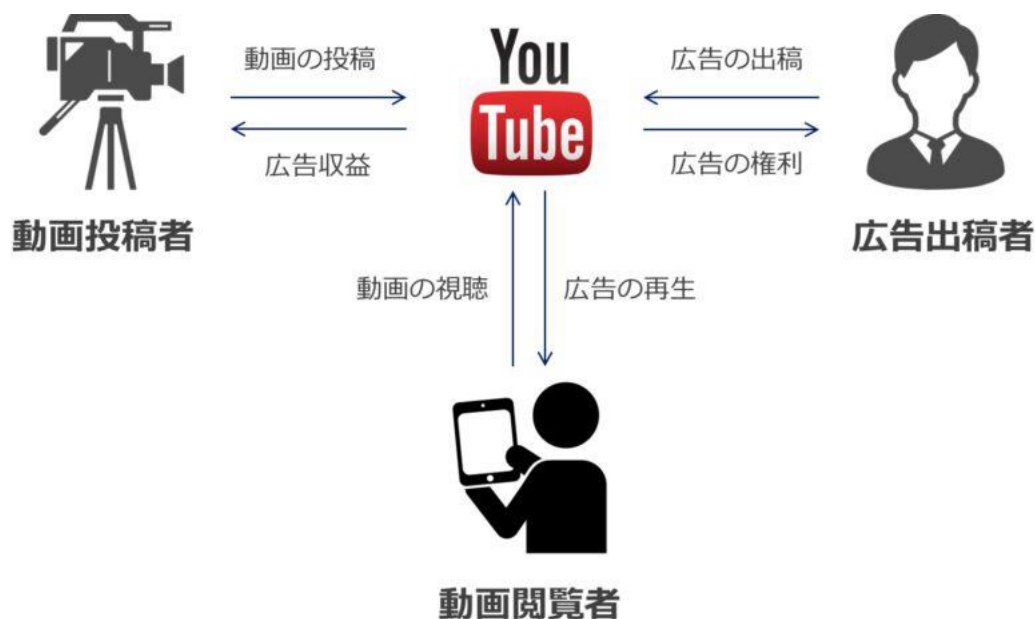 動画の投稿
You
Tube
広告の出稿
広告収益
広告の権利
動画投稿者
広告出稿者
動画の視聴
広告の再生
動画閲覧者